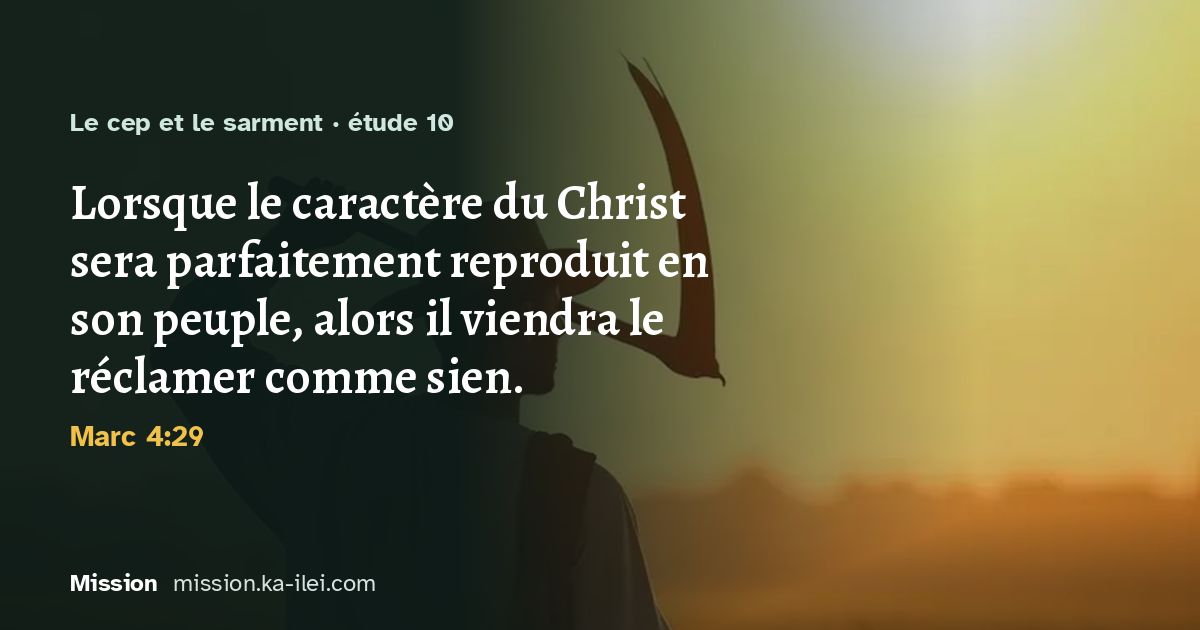 Le cep et le sarment · étude 10
Lorsque le caractère du Christ
sera parfaitement reproduit en
son peuple, alors il viendra le
réclamer comme sien.
Marc 4:29
Mission mission.ka-ilei.com